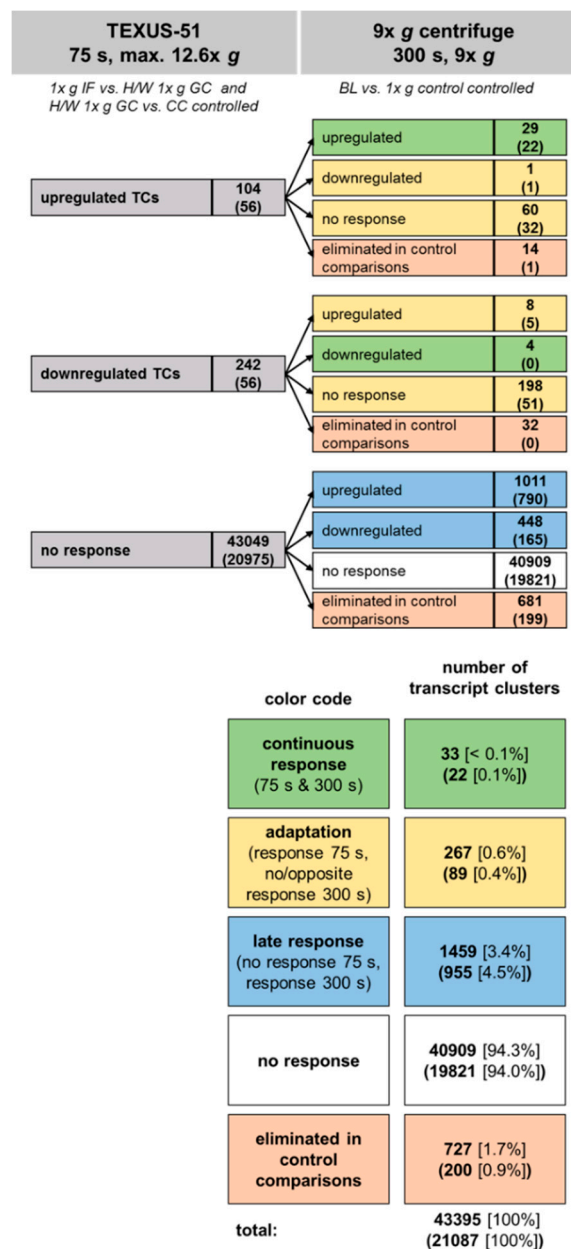 TEXUS-51
75 s, max. 12.6x g
9x g centrifuge
300 s, 9x g
1x g IF vs. H/W 1x g GC and
H/W 1x g GC vs. CC controlled
BL vs. 1x g control controlled
upregulated TCs
104
(56)
upregulated
29
(22)
downregulated
1
(1)
no response
60
(32)
eliminated in control
comparisons
14
(1)
downregulated TCs
242
(56)
upregulated
8
(5)
downregulated
4
(0)
no response
198
(51)
eliminated in control
comparisons
32
(0)
no response
43049
(20975)
upregulated
1011
(790)
downregulated
448
(165)
no response
40909
(19821)
eliminated in control
comparisons
681
(199)
color code
number of
transcript clusters
continuous
response
(75 s & 300 s)
33 [< 0.1%]
(22 [0.1%])
adaptation
(response 75 s,
no/opposite
response 300 s)
267 [0.6%]
(89 [0.4%])
late response
(no response 75 s,
response 300 s)
1459 [3.4%]
(955 [4.5%])
no response
40909 [94.3%]
(19821 [94.0%])
eliminated in
control
comparisons
727 [1.7%]
(200 [0.9%])
total:
43395 [100%]
(21087 [100%])